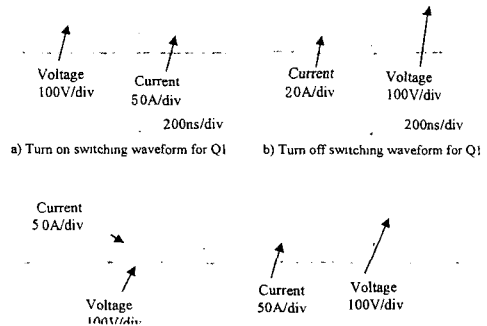 Voltage
100V/div
Current
50A/div
200ns/div
a) Turn on switching waveform for Q1
Current
20A/div
Voltage
100V/div
200ns/div
b) Turn off switching waveform for Q1
Current
5 0A/div
Voltage
100V/div
Current
50A/div
Voltage
100V/div